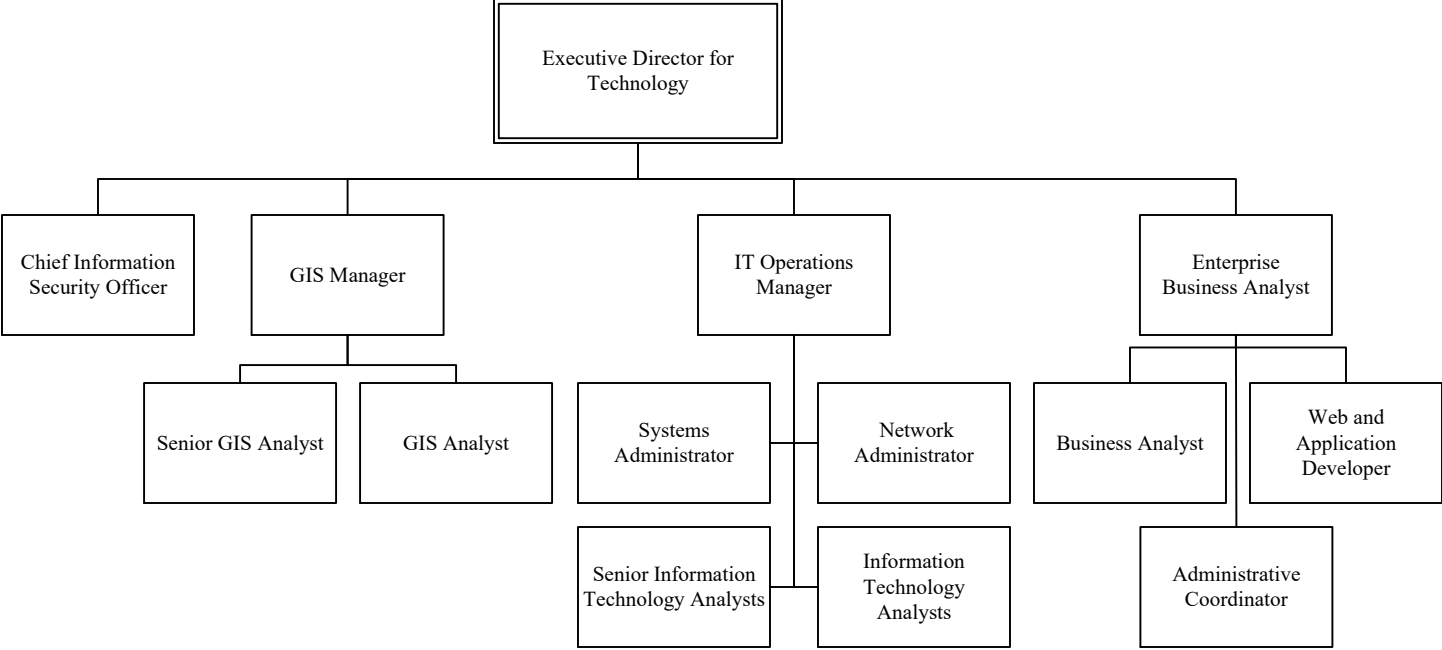 Executive Director for
Technology
Chief Information
Security Officer
GIS Manager
IT Operations
Manager
Enterprise
Business Analyst
Senior GIS Analyst
GIS Analyst
Systems
Administrator
Network
Administrator
Business Analyst
Web and
Application
Developer
Senior Information
Technology Analysts
Information
Technology
Analysts
Administrative
Coordinator